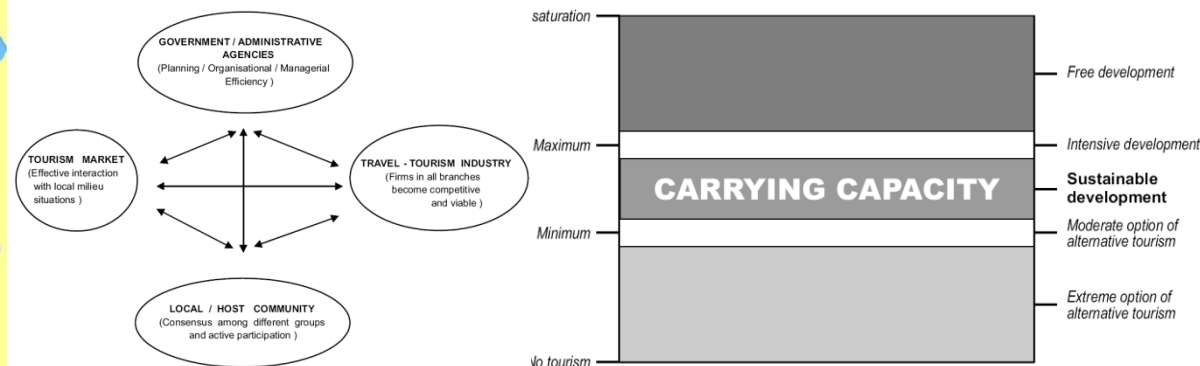 GOVERNMENT / ADMINISTRATIVE
AGENCIES
(Planning / Organisational / Managerial
Efficiency )
TOURISM MARKET
(Effective interaction
with local milieu
situations )
TRAVEL - TOURISM INDUSTRY
(Firms in all branches
become competitive
and viable )
LOCAL / HOST COMMUNITY
(Consensus among different groups
and active participation )
saturation
Free development
Maximum
Intensive development
CARRYING CAPACITY
Sustainable
development
Minimum
Moderate option of
alternative tourism
Extreme option of
alternative tourism
No tourism